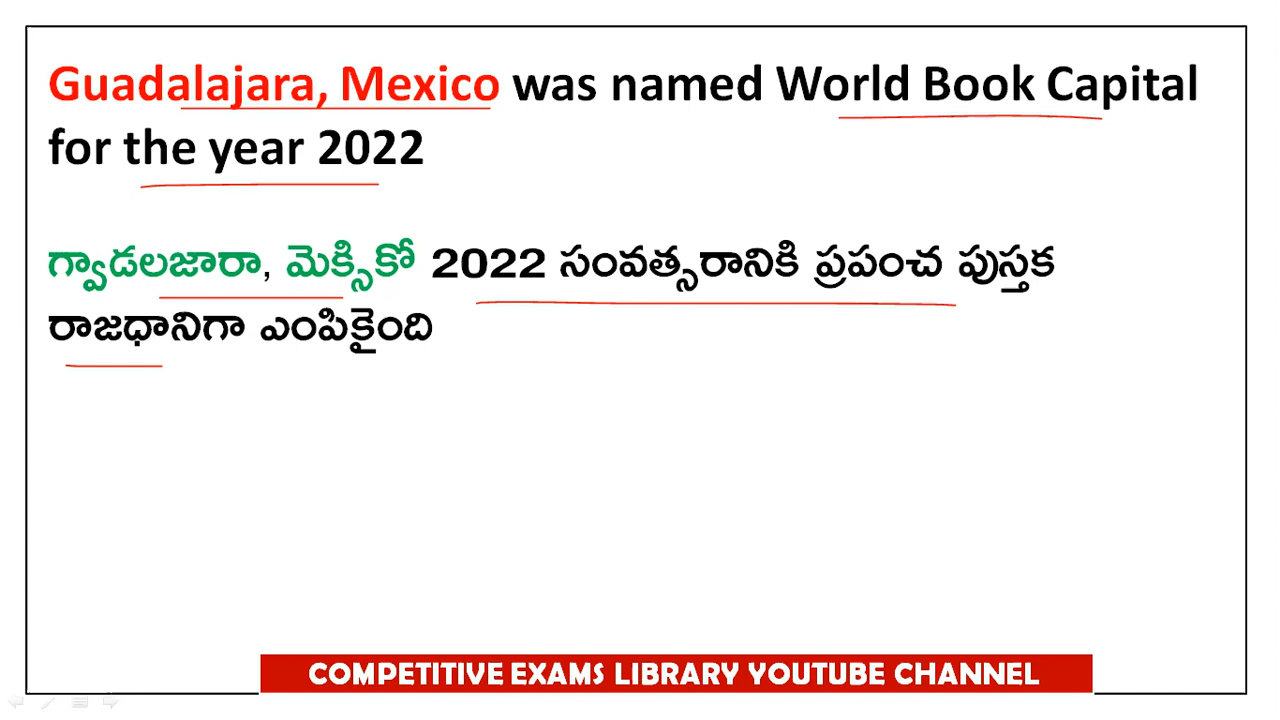 Guadalajara, Mexico was named World Book Capital
for the year 2022
గ్వాడలజారా, మెక్సికో 2022 సంవత్సరానికి ప్రపంచ పుస్తక
రాజధానిగా ఎంపికైంది
COMPETITIVE EXAMS LIBRARY YOUTUBE CHANNEL